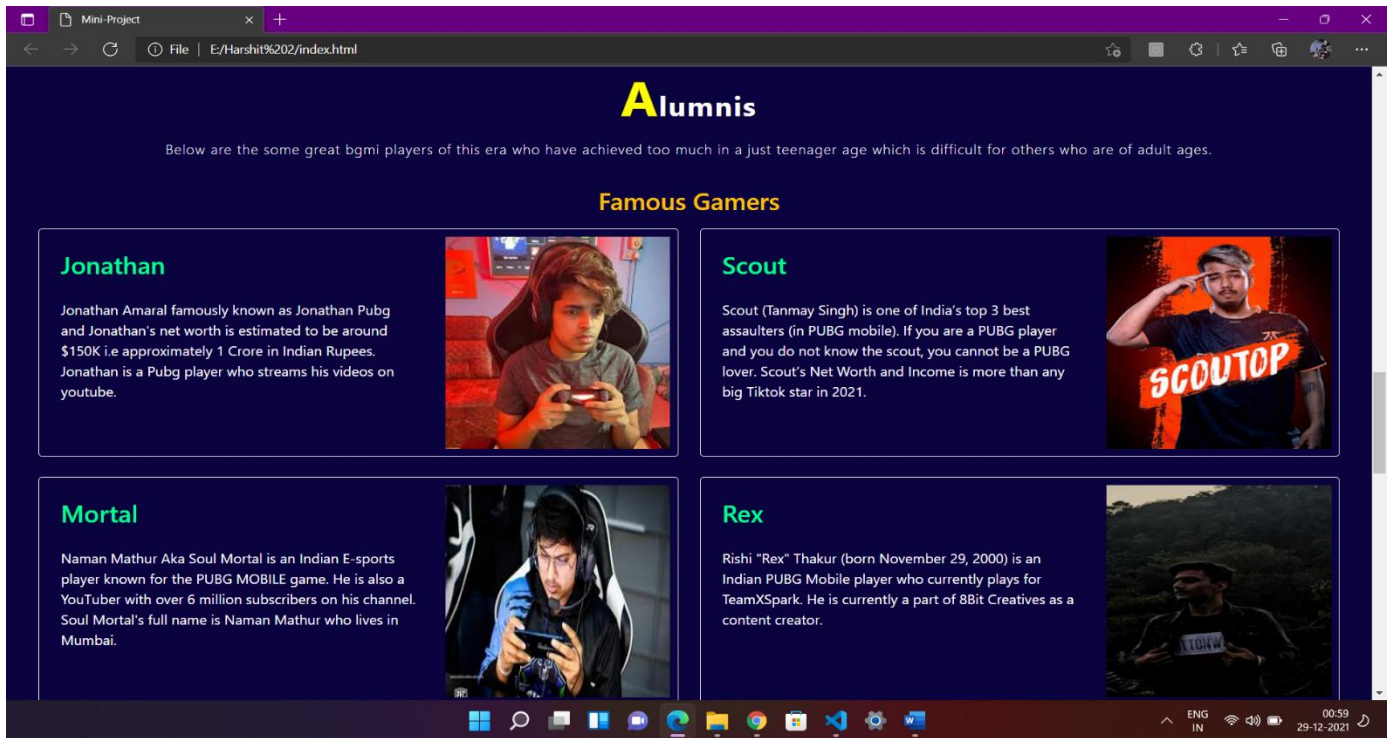 Mini-Project
File | E:/Harshit%202/index.html
Alumnis
Below are the some great bgmi players of this era who have achieved too much in a just teenager age which is difficult for others who are of adult ages.
Famous Gamers
Jonathan
Jonathan Amaral famously known as Jonathan Pubg
and Jonathan's net worth is estimated to be around
$150K i.e approximately 1 Crore in Indian Rupees.
Jonathan is a Pubg player who streams his videos on
youtube.
Scout
Scout (Tanmay Singh) is one of India’s top 3 best
assaulters (in PUBG mobile). If you are a PUBG player
and you do not know the scout, you cannot be a PUBG
lover. Scout’s Net Worth and Income is more than any
big Tiktok star in 2021.
SCOUTOP
Mortal
Naman Mathur Aka Soul Mortal is an Indian E-sports
player known for the PUBG MOBILE game. He is also a
YouTuber with over 6 million subscribers on his channel.
Soul Mortal's full name is Naman Mathur who lives in
Mumbai.
Rex
Rishi "Rex" Thakur (born November 29, 2000) is an
Indian PUBG Mobile player who currently plays for
TeamXSpark. He is currently a part of 8Bit Creatives as a
content creator.
ENG
IN
00:59
29-12-2021